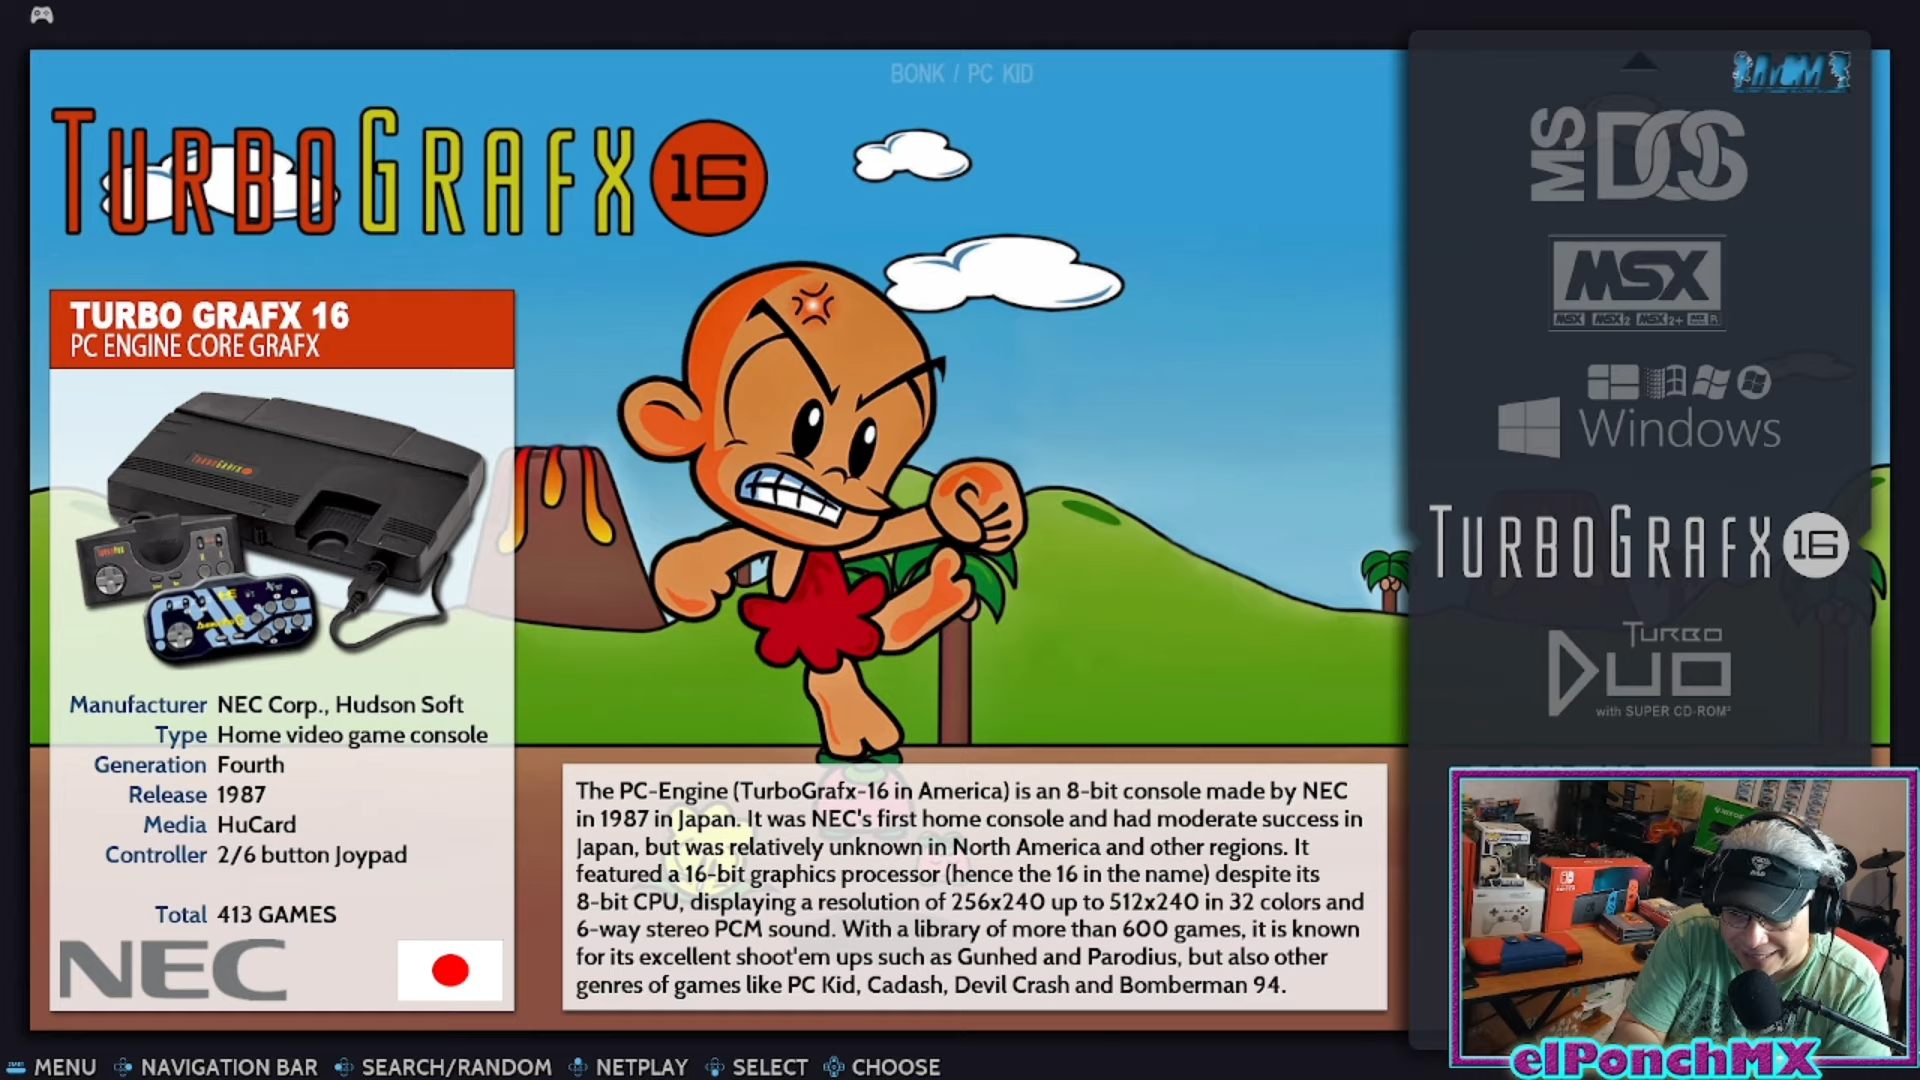 BONK / PC KID
TURBOGRAFX 16
TURBO GRAFX 16
PC ENGINE CORE GRAFX
Manufacturer NEC Corp., Hudson Soft
Type Home video game console
Generation Fourth
Release 1987
Media HuCard
Controller 2/6 button Joypad
Total 413 GAMES
NEC
The PC-Engine (TurboGrafx-16 in America) is an 8-bit console made by NEC
in 1987 in Japan. It was NEC's first home console and had moderate success in
Japan, but was relatively unknown in North America and other regions. It
featured a 16-bit graphics processor (hence the 16 in the name) despite its
8-bit CPU, displaying a resolution of 256x240 up to 512x240 in 32 colors and
6-way stereo PCM sound. With a library of more than 600 games, it is known
for its excellent shoot'em ups such as Gunhed and Parodius, but also other
genres of games like PC Kid, Cadash, Devil Crash and Bomberman 94.
MS DOS
MSX
MSX MSX2 MSX2+
Windows
TURBOGRAFX 16
TURBO
DUO
with SUPER CD-ROM²
elPonchMX
MENU NAVIGATION BAR SEARCH/RANDOM NETPLAY SELECT CHOOSE